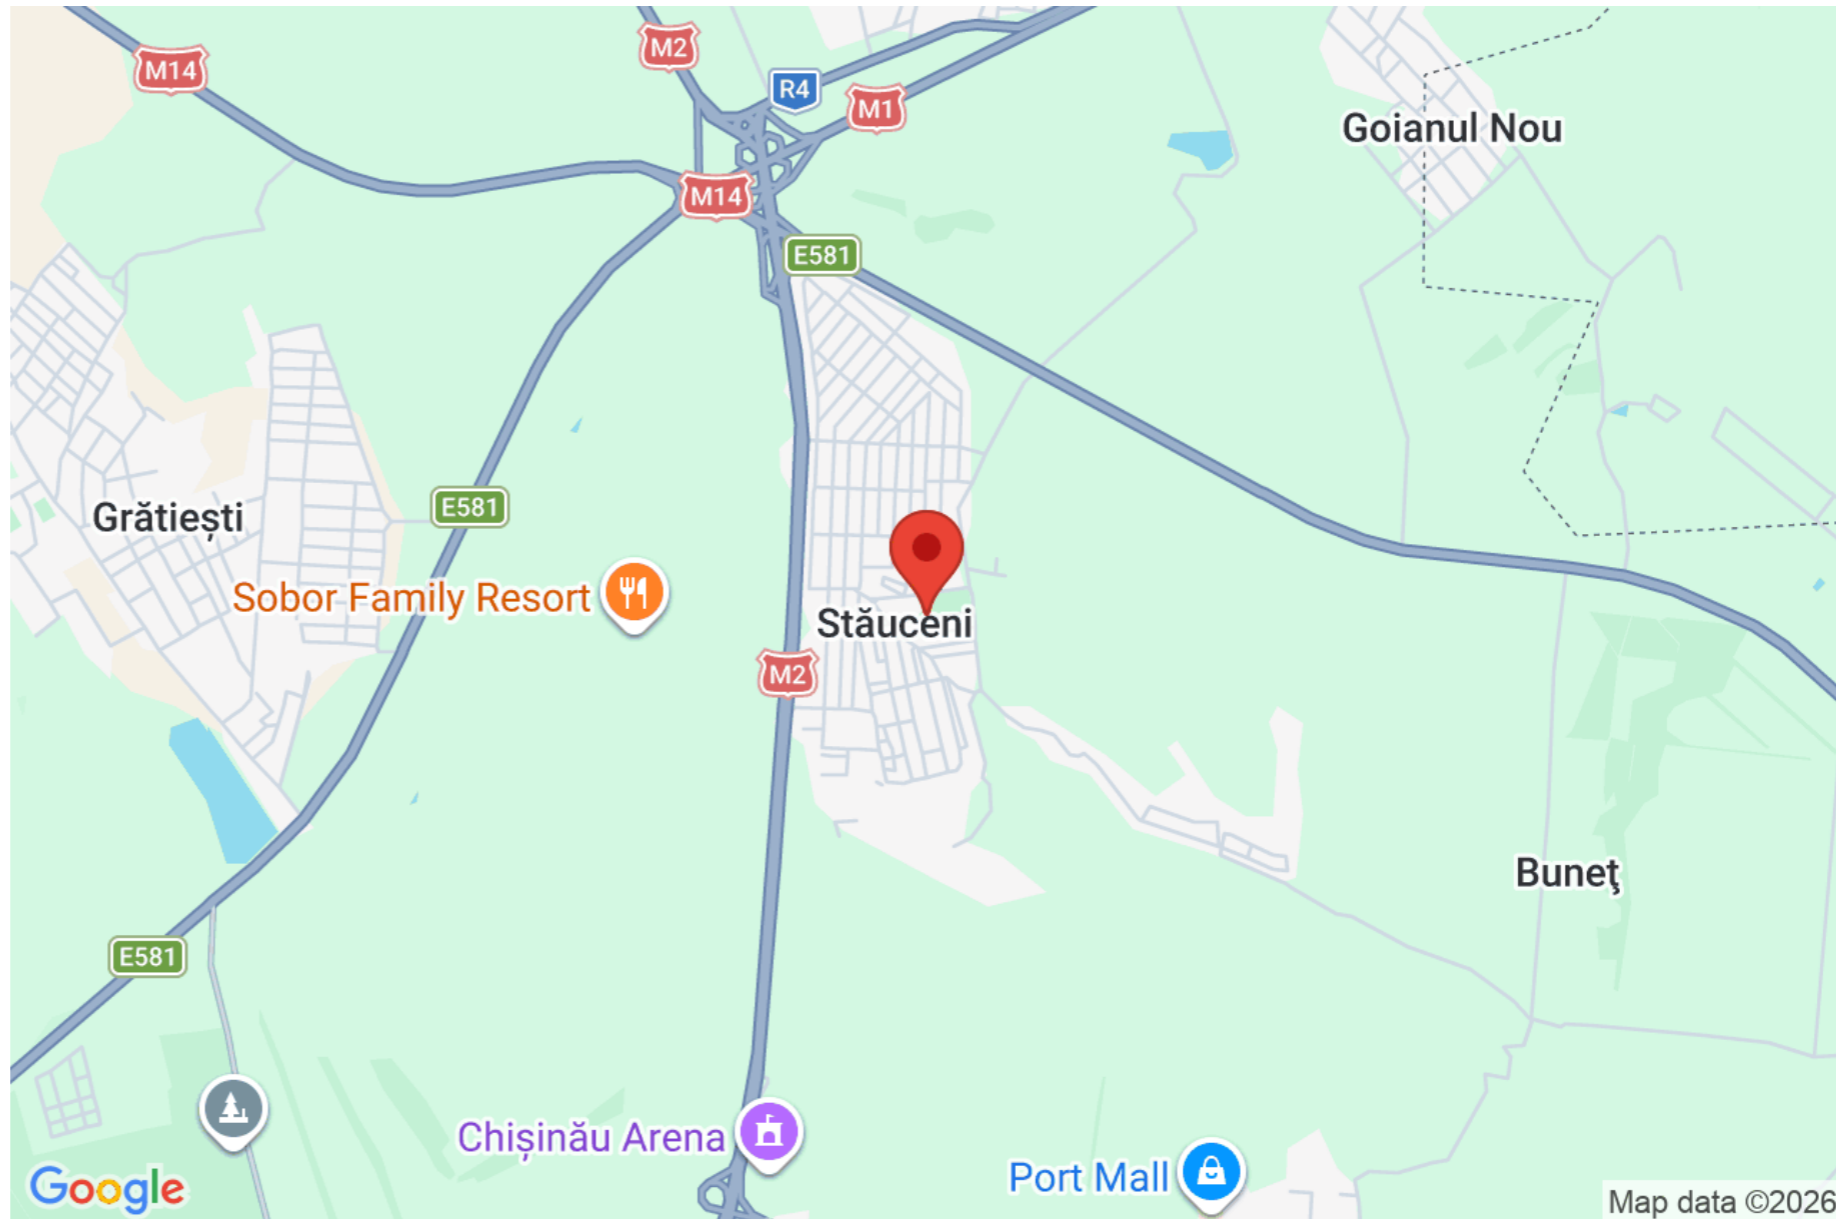 M2
M14
R4
M1
Goianul Nou
M14
E581
Grătiești
E581
Sobor Family Resort
Stăuceni
M2
Buneţ
E581
Chișinău Arena
Port Mall
Google
Map data ©2026